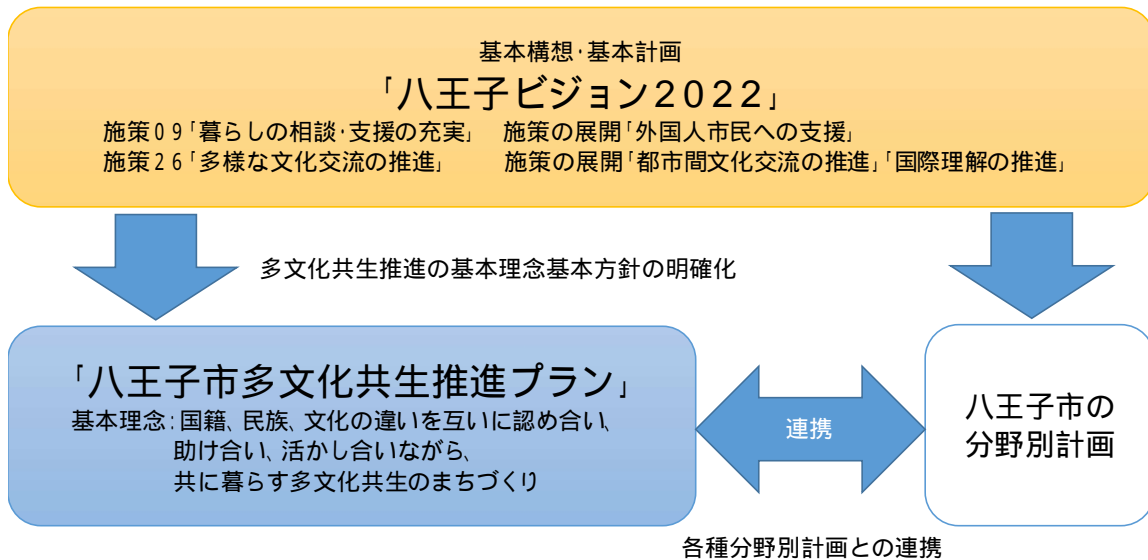 基本構想・基本計画
「八王子ビジョン2022」
施策09「暮らしの相談・支援の充実」 施策の展開「外国人市民への支援」
施策26「多様な文化交流の推進」 施策の展開「都市間文化交流の推進」「国際理解の推進」
多文化共生推進の基本理念基本方針の明確化
「八王子市多文化共生推進プラン」
基本理念:国籍、民族、文化の違いを互いに認め合い、
助け合い、活かし合いながら、
共に暮らす多文化共生のまちづくり
連携
八王子市の
分野別計画
各種分野別計画との連携